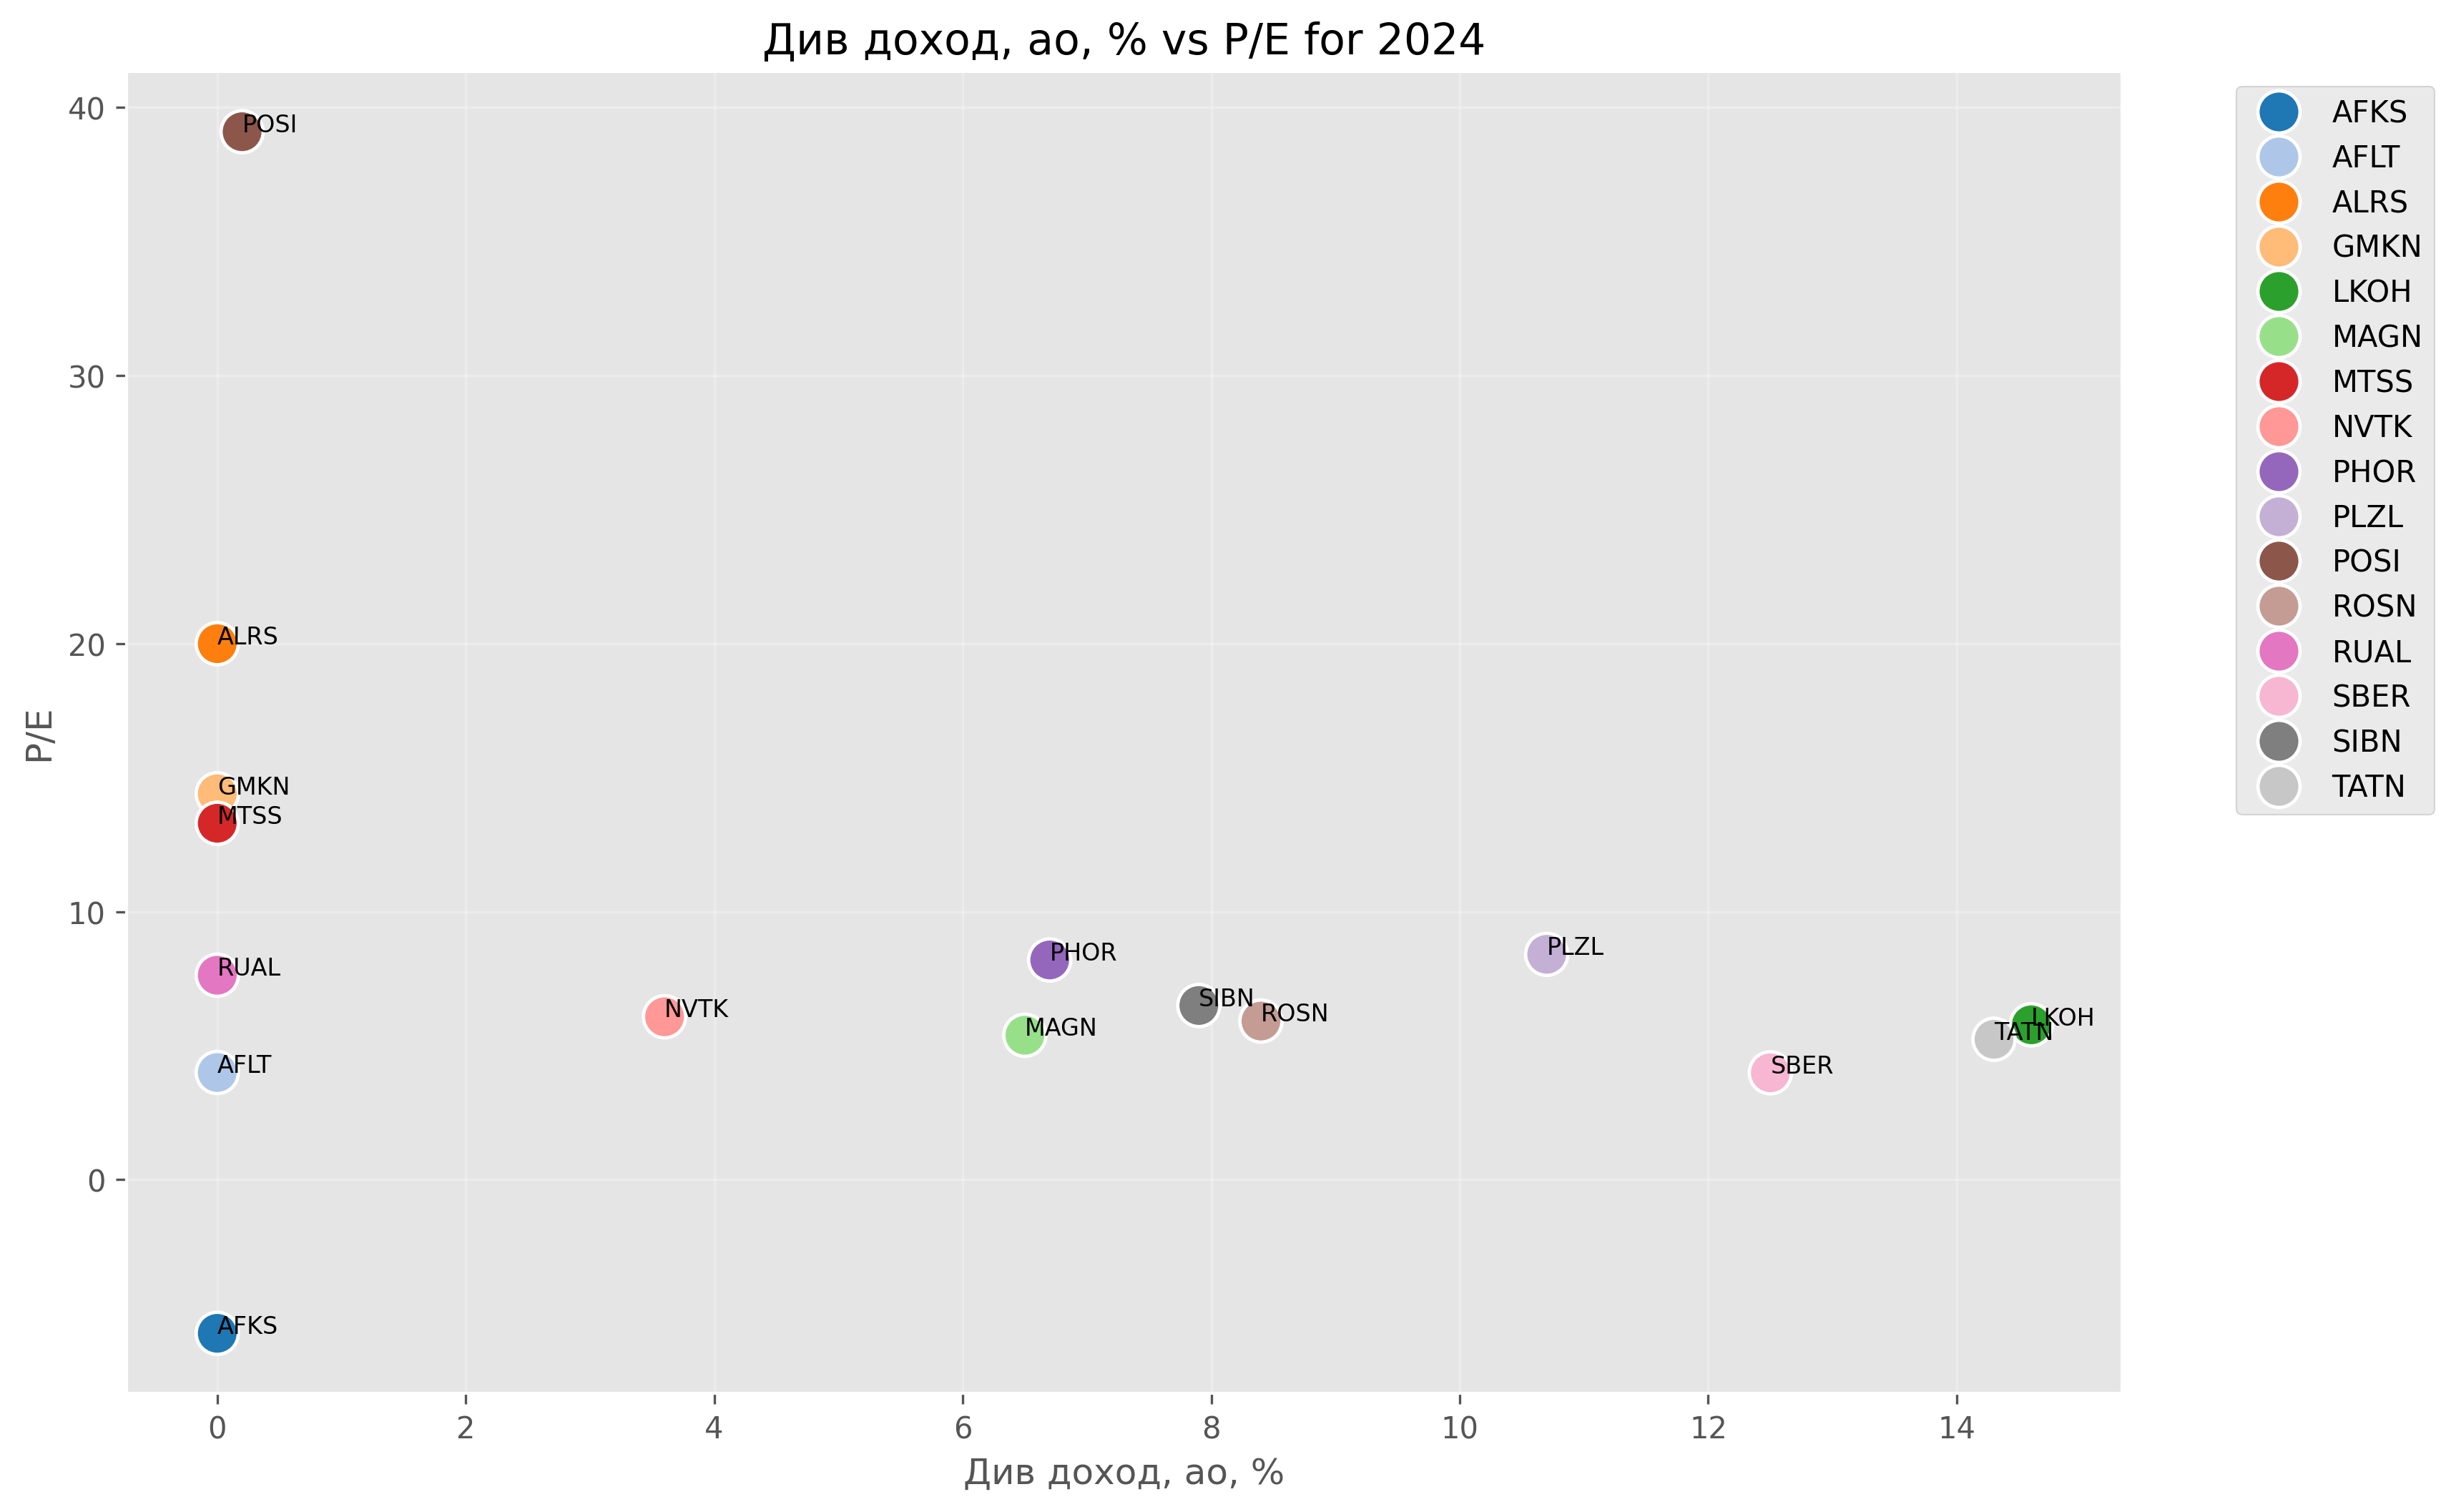 Див доход, ао, % vs P/E for 2024
40
30
20
10
0
P/E
POSI
ALRS
GMKN
MTSS
RUAL
AFLT
AFKS
NVTK
PHOR
MAGN
SIBN
ROSN
PLZL
SBER
TATN
LKOH
0 2 4 6 8 10 12 14
Див доход, ао, %
AFKS
AFLT
ALRS
GMKN
LKOH
MAGN
MTSS
NVTK
PHOR
PLZL
POSI
ROSN
RUAL
SBER
SIBN
TATN